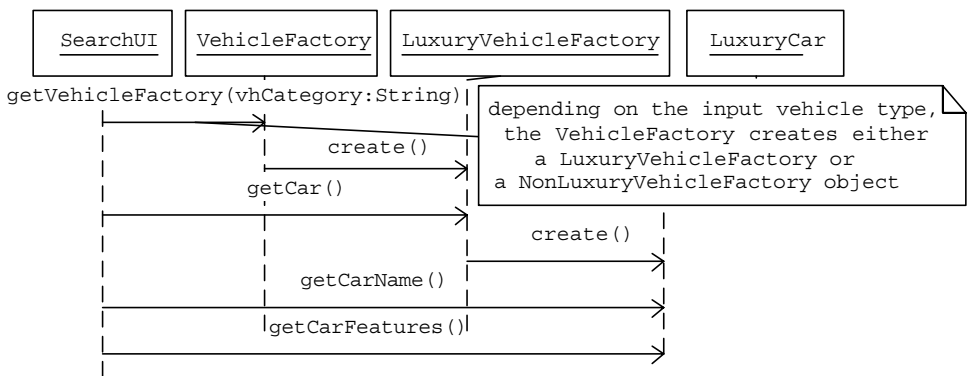 SearchUI
VehicleFactory
LuxuryVehicleFactory
LuxuryCar
getVehicleFactory(vhCategory:String)
depending on the input vehicle type,
the VehicleFactory creates either
a LuxuryVehicleFactory or
a NonLuxuryVehicleFactory object
create()
getCar()
create()
getCarName()
getCarFeatures()